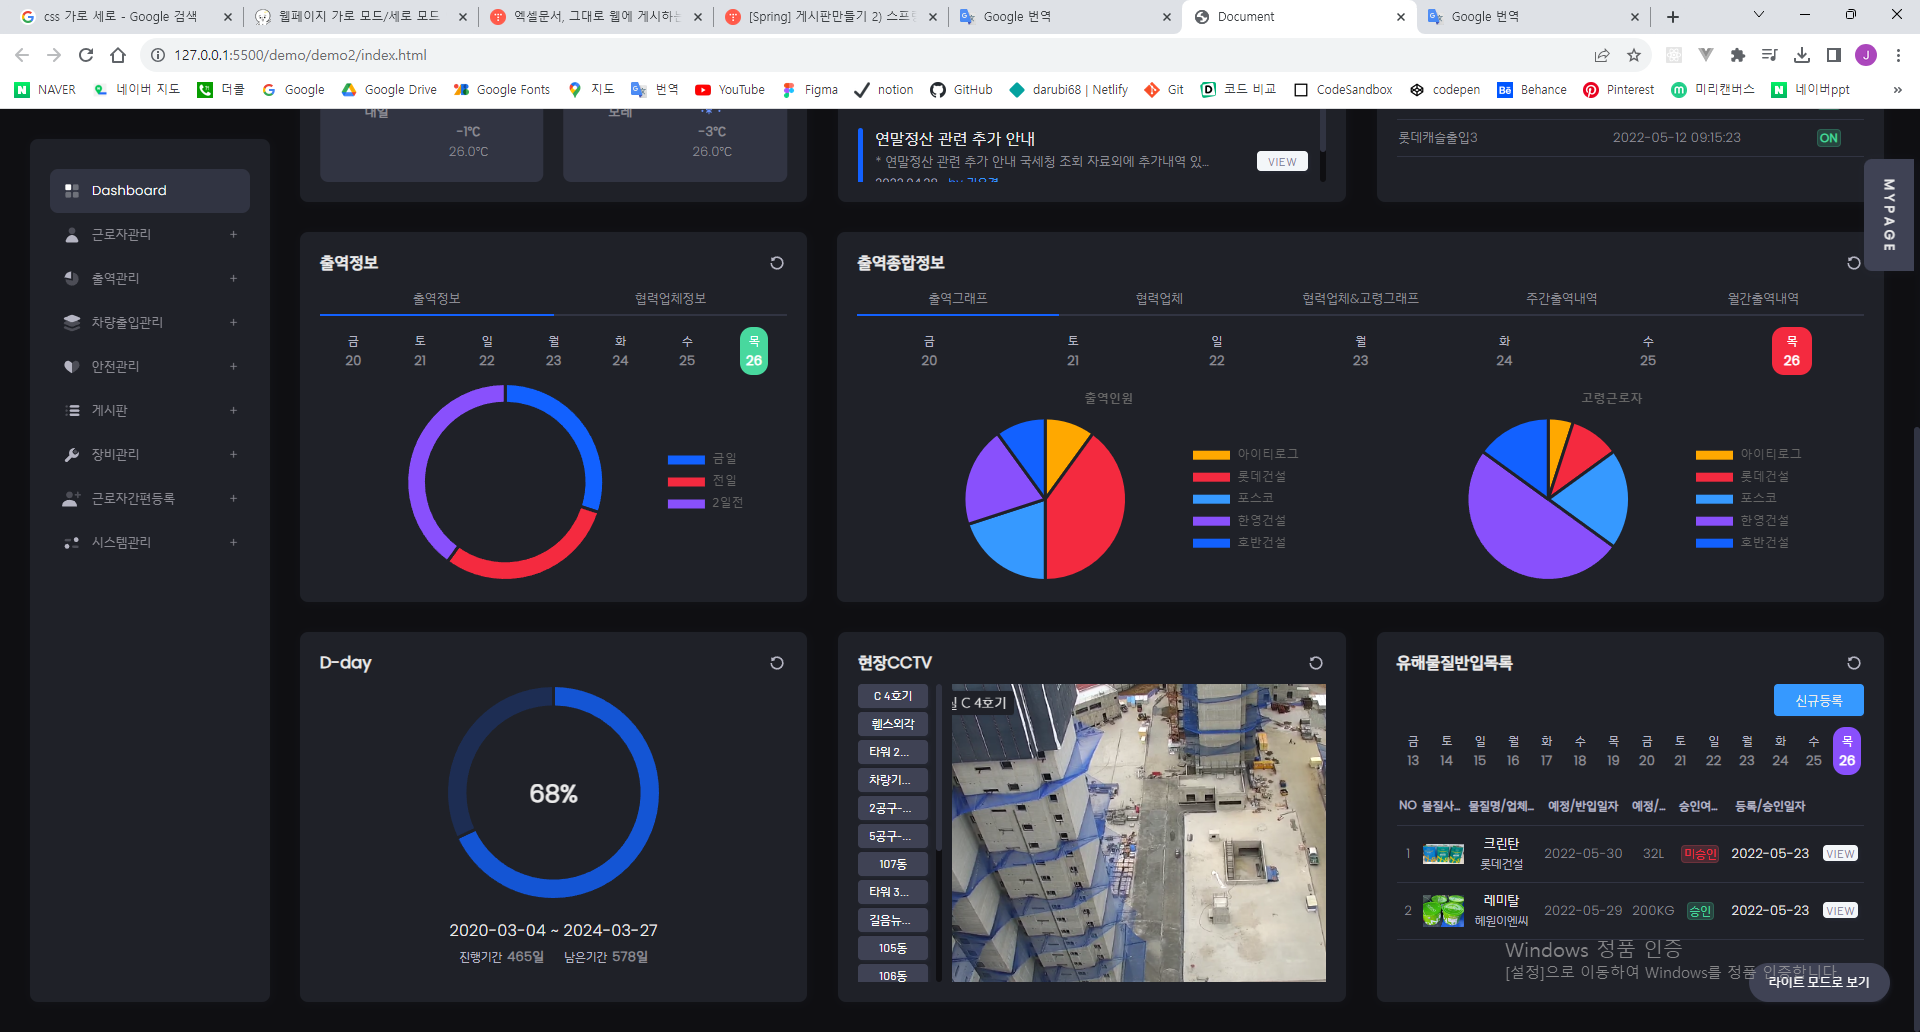 css 가로 세로 - Google 검색
웹페이지 가로 모드/세로 모드
엑셀문서, 그대로 웹에 게시하는
[Spring] 게시판만들기 2) 스프링
Google 번역
Document
Google 번역
127.0.0.1:5500/demo/demo2/index.html
J
NAVER
네이버 지도
더콜
Google
Google Drive
Google Fonts
지도
번역
YouTube
Figma
notion
GitHub
darubi68 | Netlify
Git
코드 비교
CodeSandbox
codepen
Behance
Pinterest
미리캔버스
네이버ppt
Dashboard
근로자관리 +
출역관리 +
차량출입관리 +
안전관리 +
게시판 +
장비관리 +
근로자간편등록 +
시스템관리 +
내일
-1°C
26.0°C
모레
-3°C
26.0°C
연말정산 관련 추가 안내
* 연말정산 관련 추가 안내 국세청 조회 자료외에 추가내역 있...
VIEW
롯데캐슬출입3 2022-05-12 09:15:23 ON
MYPAGE
출역정보
출역정보 협력업체정보
금 토 일 월 화 수 목
20 21 22 23 24 25 26
금일
전일
2일전
출역종합정보
출역그래프 협력업체 협력업체&고령그래프 주간출역내역 월간출역내역
금 토 일 월 화 수 목
20 21 22 23 24 25 26
출역인원
아이티로그
롯데건설
포스코
한영건설
호반건설
고령근로자
아이티로그
롯데건설
포스코
한영건설
호반건설
D-day
68%
2020-03-04 ~ 2024-03-27
진행기간 465일 남은기간 578일
현장CCTV
C 4호기
웰스외각
타워 2...
차량기...
2공구-...
5공구-...
107동
타워 3...
길음뉴...
105동
106동
C 4호기
유해물질반입목록
신규등록
금 토 일 월 화 수 목 금 토 일 월 화 수 목
13 14 15 16 17 18 19 20 21 22 23 24 25 26
NO 물질사... 물질명/업체... 예정/반입일자 예정/... 승인여... 등록/승인일자
1 크린탄 롯데건설 2022-05-30 32L 미승인 2022-05-23 VIEW
2 레미탈 혜원이엔씨 2022-05-29 200KG 승인 2022-05-23 VIEW
Windows 정품 인증
[설정]으로 이동하여 Windows를 정품 인증합니다.
라이트 모드로 보기